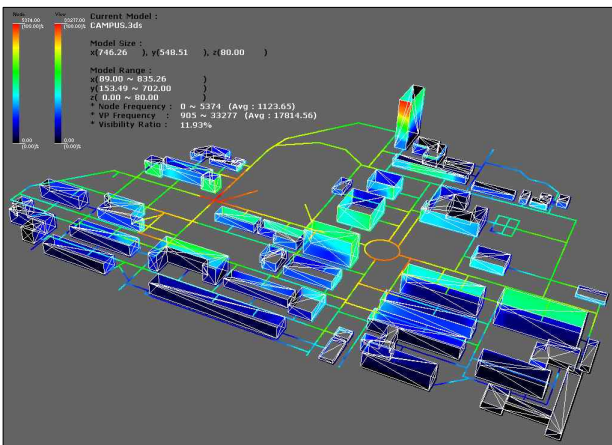 Node
View
5374.00
(100.00)%
33277.00
(100.00)%
Current Model :
CAMPUS.3ds
Model Size :
x(746.26 ), y(548.51 ), z(80.00 )
Model Range :
x(89.00 ~ 835.26 )
y(153.49 ~ 702.00 )
z( 0.00 ~ 80.00 )
* Node Frequency : 0 ~ 5374 (Avg : 1123.65)
* VP Frequency : 905 ~ 33277 (Avg : 17814.56)
* Visibility Ratio : 11.93%
0.00
(0.00)%
0.00
(0.00)%